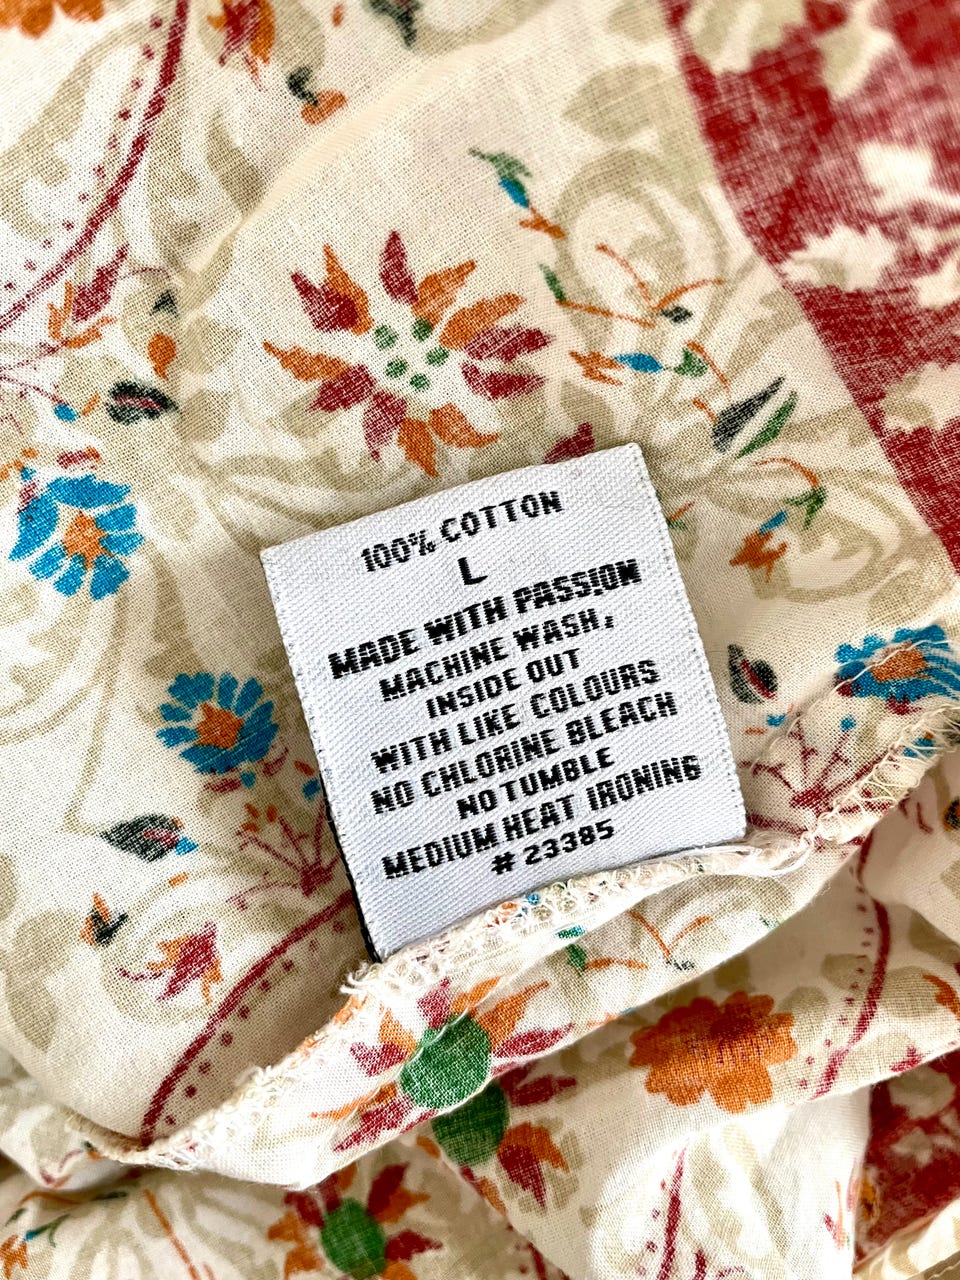 100% COTTON
L
MADE WITH PASSION
MACHINE WASH,
INSIDE OUT
WITH LIKE COLOURS
NO CHLORINE BLEACH
NO TUMBLE
MEDIUM HEAT IRONING
# 23385